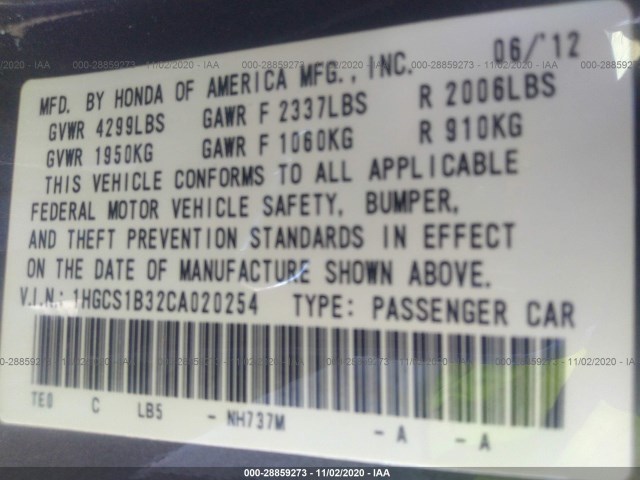 MFD. BY HONDA OF AMERICA MFG., INC. 06/'12
GVWR 4299LBS GAWR F 2337LBS R 2006LBS
GVWR 1950KG GAWR F 1060KG R 910KG
THIS VEHICLE CONFORMS TO ALL APPLICABLE
FEDERAL MOTOR VEHICLE SAFETY, BUMPER,
AND THEFT PREVENTION STANDARDS IN EFFECT
ON THE DATE OF MANUFACTURE SHOWN ABOVE.
V.I.N.: 1HGCS1B32CA020254 TYPE: PASSENGER CAR
TE0 C LB5 - NH737M - A - A
000-28859273 - 11/02/2020 - IAA